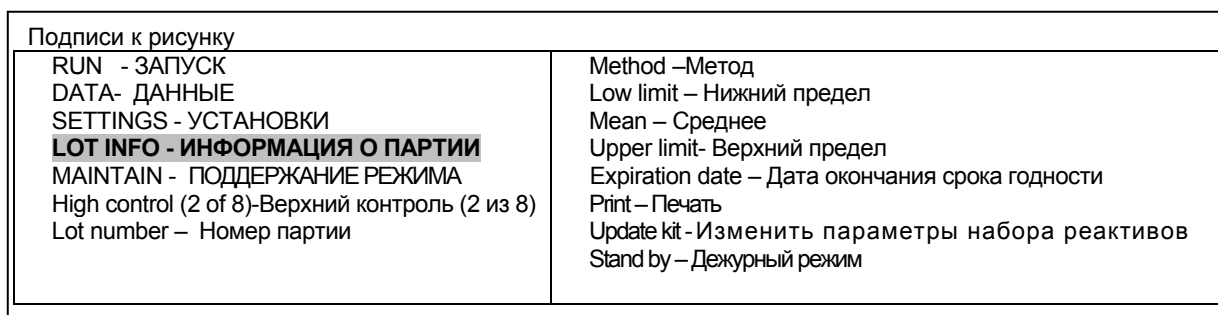 Подписи к рисунку
RUN - ЗАПУСК
DATA- ДАННЫЕ
SETTINGS - УСТАНОВКИ
LOT INFO - ИНФОРМАЦИЯ О ПАРТИИ
MAINTAIN - ПОДДЕРЖАНИЕ РЕЖИМА
High control (2 of 8)-Верхний контроль (2 из 8)
Lot number – Номер партии
Method –Метод
Low limit – Нижний предел
Mean – Среднее
Upper limit- Верхний предел
Expiration date – Дата окончания срока годности
Print – Печать
Update kit - Изменить параметры набора реактивов
Stand by – Дежурный режим